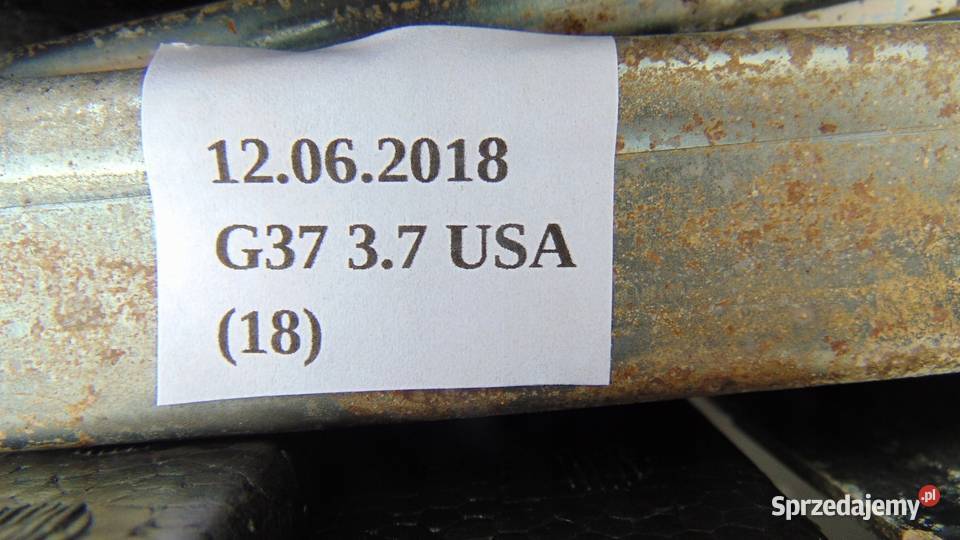 12.06.2018
G37 3.7 USA
(18)
Sprzedajemy.pl